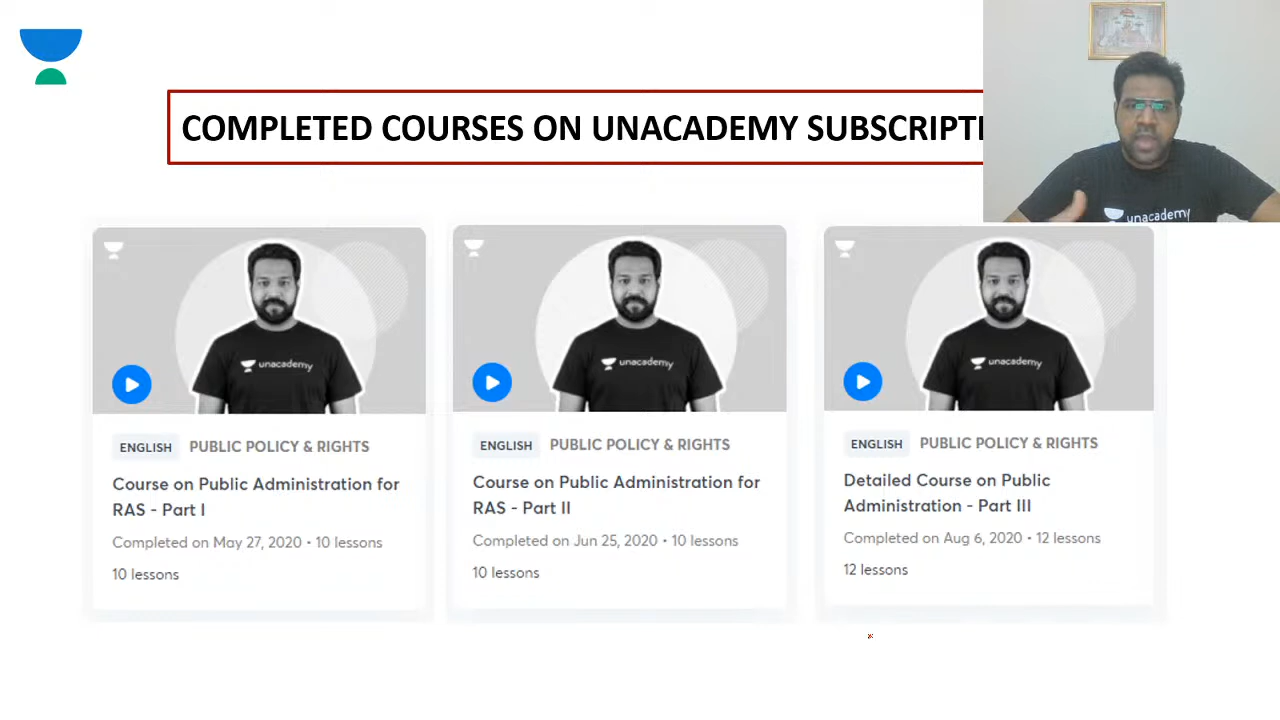 COMPLETED COURSES ON UNACADEMY
unacademy
unacademy
unacademy
unacademy
ENGLISH PUBLIC POLICY & RIGHTS
Course on Public Administration for
RAS - Part I
Completed on May 27, 2020 • 10 lessons
10 lessons
ENGLISH PUBLIC POLICY & RIGHTS
Course on Public Administration for
RAS - Part II
Completed on Jun 25, 2020 • 10 lessons
10 lessons
ENGLISH PUBLIC POLICY & RIGHTS
Detailed Course on Public
Administration - Part III
Completed on Aug 6, 2020 • 12 lessons
12 lessons